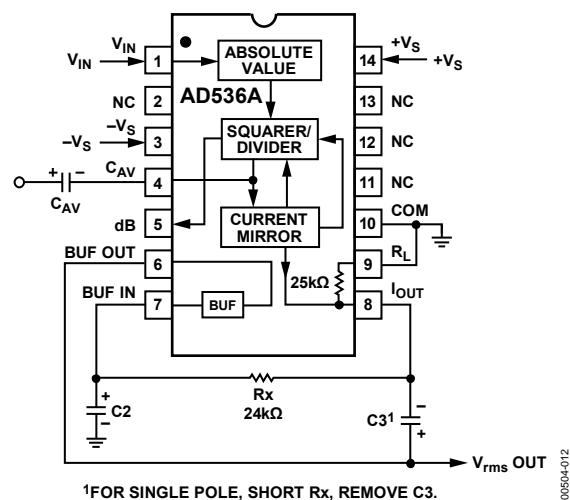 V_IN
V_IN
1
ABSOLUTE
VALUE
14
+V_S
+V_S
NC
2
AD536A
13
NC
–V_S
–V_S
3
SQUARER/
DIVIDER
12
NC
+ –
C_AV
C_AV
4
11
NC
dB
5
CURRENT
MIRROR
10
COM
BUF OUT
6
25kΩ
9
R_L
BUF IN
7
BUF
8
I_OUT
+
–
C2
Rx
24kΩ
C3¹
–
+
V_rms OUT
¹FOR SINGLE POLE, SHORT Rx, REMOVE C3.
00504-012